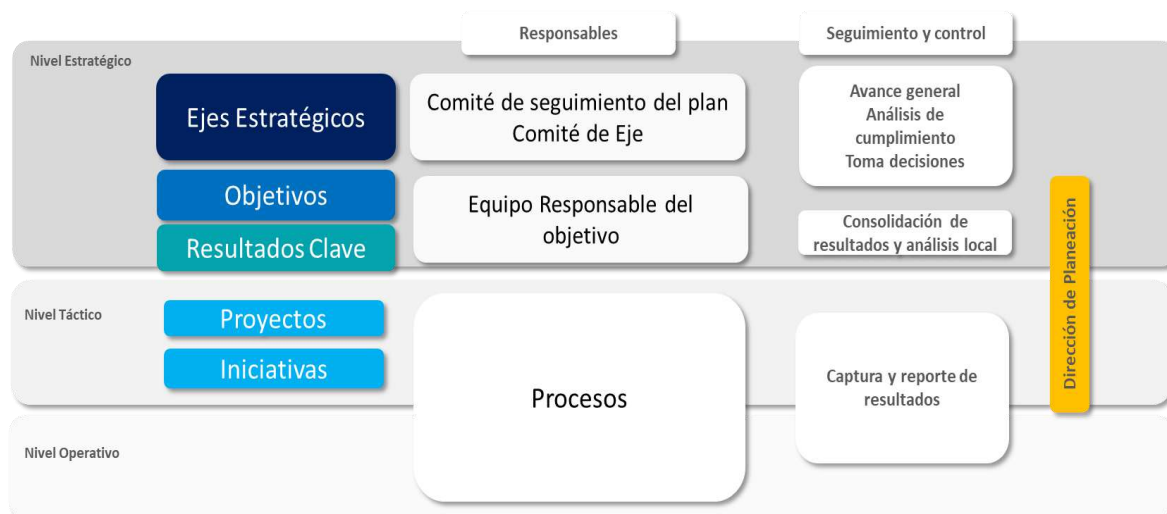 Responsables
Seguimiento y control
Nivel Estratégico
Ejes Estratégicos
Comité de seguimiento del plan
Comité de Eje
Avance general
Análisis de
cumplimiento
Toma decisiones
Objetivos
Resultados Clave
Equipo Responsable del
objetivo
Consolidación de
resultados y análisis local
Dirección de Planeación
Nivel Táctico
Proyectos
Iniciativas
Procesos
Captura y reporte de
resultados
Nivel Operativo